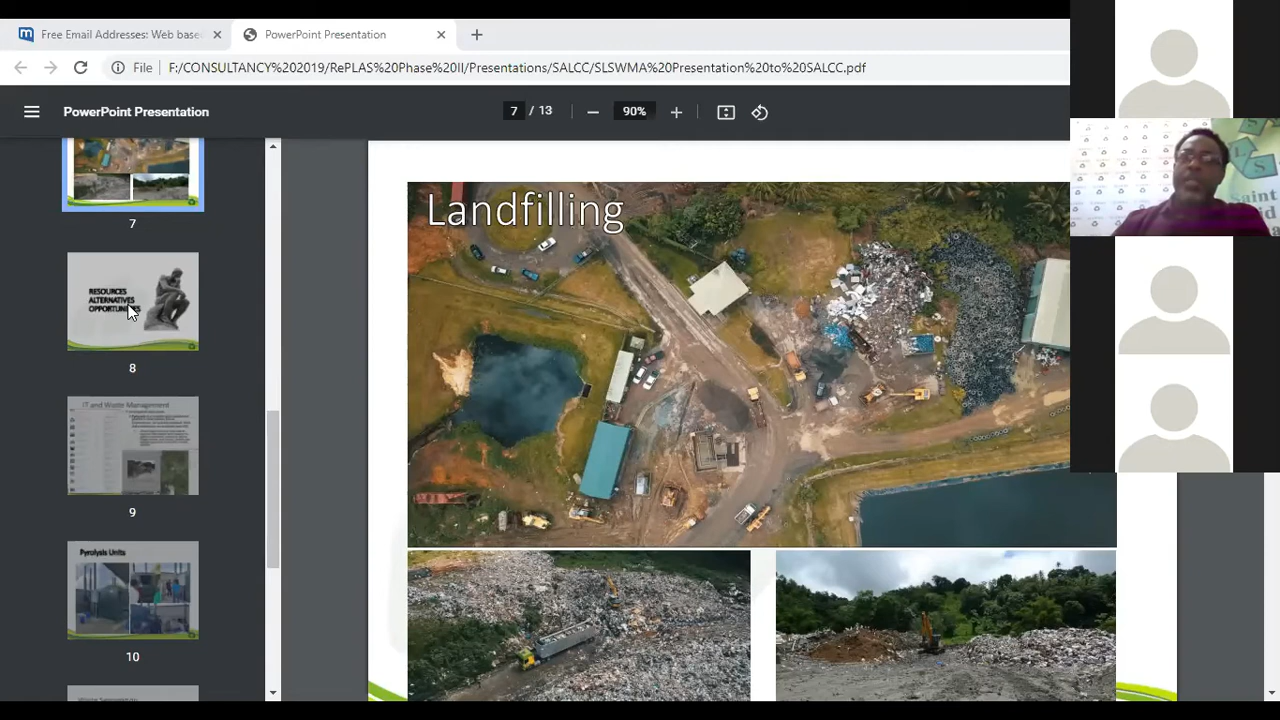 Free Email Addresses: Web base
PowerPoint Presentation
File
F:/CONSULTANCY%202019/RePLAS%20Phase%20II/Presentations/SALCC/SLSWMA%20Presentation%20to%20SALCC.pdf
PowerPoint Presentation
7 / 13
90%
7
RESOURCES
ALTERNATIVES
OPPORTUNITIES
8
IT and Waste Management
9
Pyrolysis Units
10
Landfilling
Saint